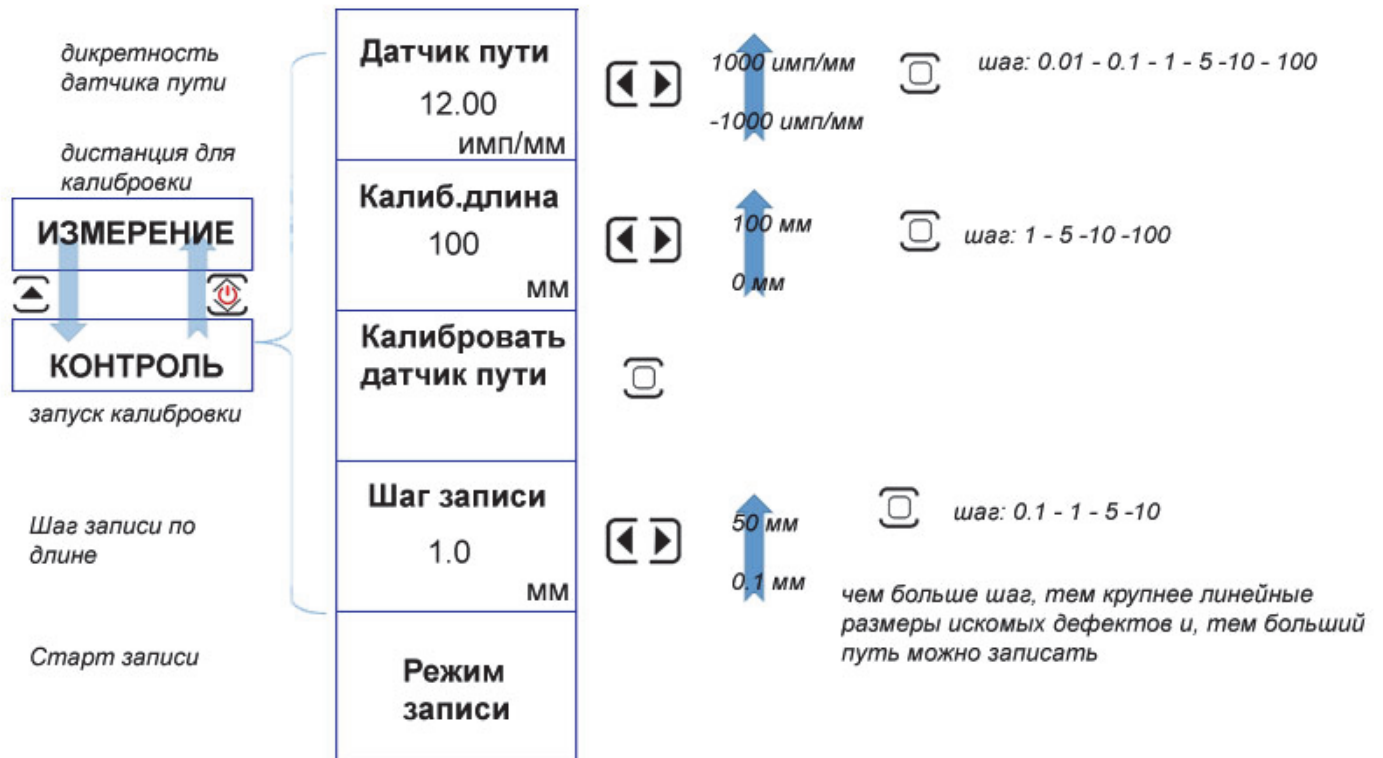 дикретность
датчика пути
Датчик пути
12.00
имп/мм
1000 имп/мм
-1000 имп/мм
шаг: 0.01 - 0.1 - 1 - 5 -10 - 100
дистанция для
калибровки
ИЗМЕРЕНИЕ
КОНТРОЛЬ
Калиб.длина
100
мм
100 мм
0 мм
шаг: 1 - 5 -10 -100
запуск калибровки
Калибровать
датчик пути
Шаг записи по
длине
Шаг записи
1.0
мм
50 мм
0.1 мм
шаг: 0.1 - 1 - 5 -10
чем больше шаг, тем крупнее линейные
размеры искомых дефектов и, тем больший
путь можно записать
Старт записи
Режим
записи